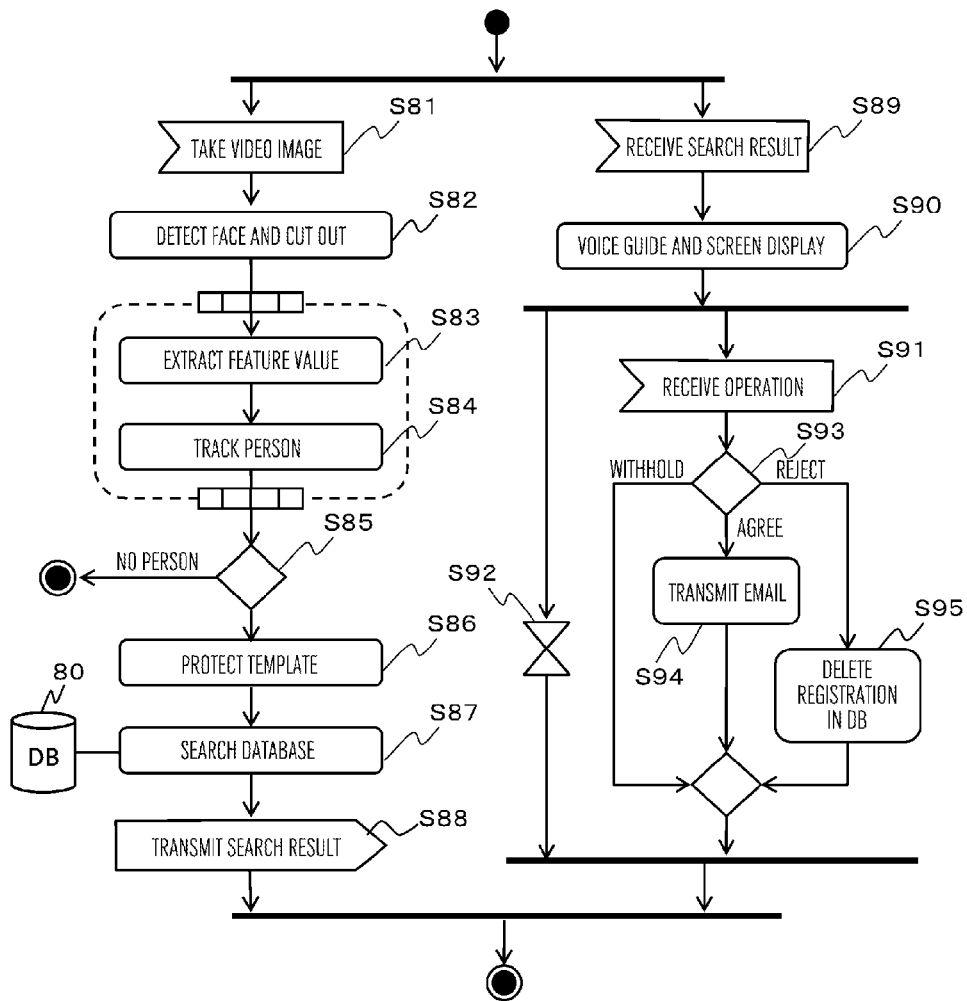 S81
TAKE VIDEO IMAGE
S82
DETECT FACE AND CUT OUT
S83
EXTRACT FEATURE VALUE
S84
TRACK PERSON
S85
NO PERSON
S86
PROTECT TEMPLATE
80
DB
S87
SEARCH DATABASE
S88
TRANSMIT SEARCH RESULT
S89
RECEIVE SEARCH RESULT
S90
VOICE GUIDE AND SCREEN DISPLAY
S91
RECEIVE OPERATION
S93
WITHHOLD
REJECT
AGREE
S92
TRANSMIT EMAIL
S94
S95
DELETE
REGISTRATION
IN DB